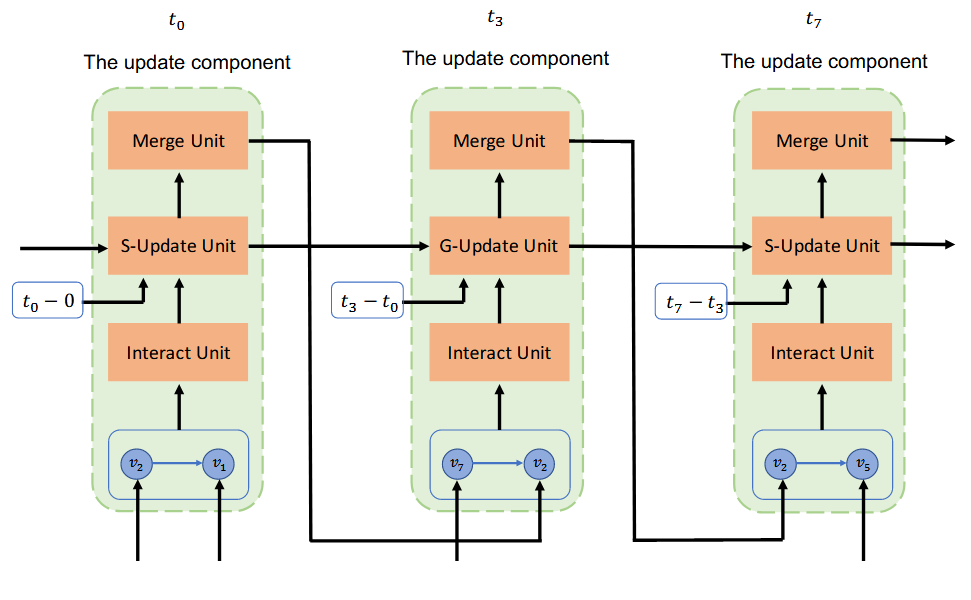 t₀
t₃
t₇
The update component
The update component
The update component
Merge Unit
Merge Unit
Merge Unit
S-Update Unit
G-Update Unit
S-Update Unit
t₀ − 0
t₃ − t₀
t₇ − t₃
Interact Unit
Interact Unit
Interact Unit
v₂
v₁
v₇
v₂
v₂
v₅